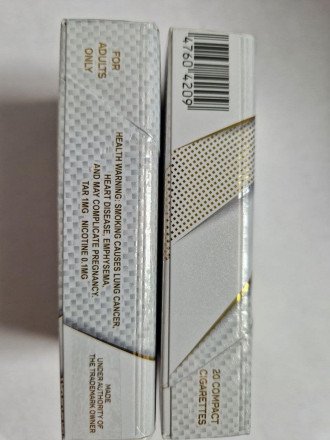 FOR
ADULTS
ONLY
HEALTH WARNING: SMOKING CAUSES LUNG CANCER,
HEART DISEASE, EMPHYSEMA,
AND MAY COMPLICATE PREGNANCY.
TAR 1MG NICOTINE 0.1MG
MADE
UNDER AUTHORITY OF
THE TRADEMARK OWNER
4760 4209
20 COMPACT
CIGARETTES